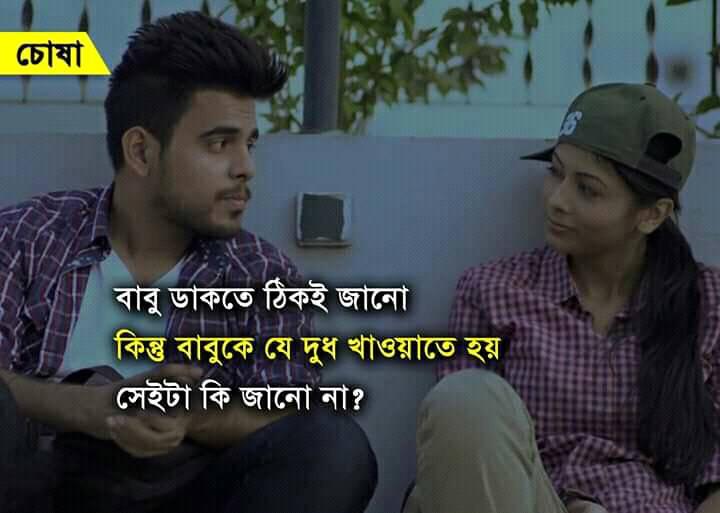 চোষা
বাবু ডাকতে ঠিকই জানো
কিন্তু বাবুকে যে দুধ খাওয়াতে হয়
সেইটা কি জানো না?